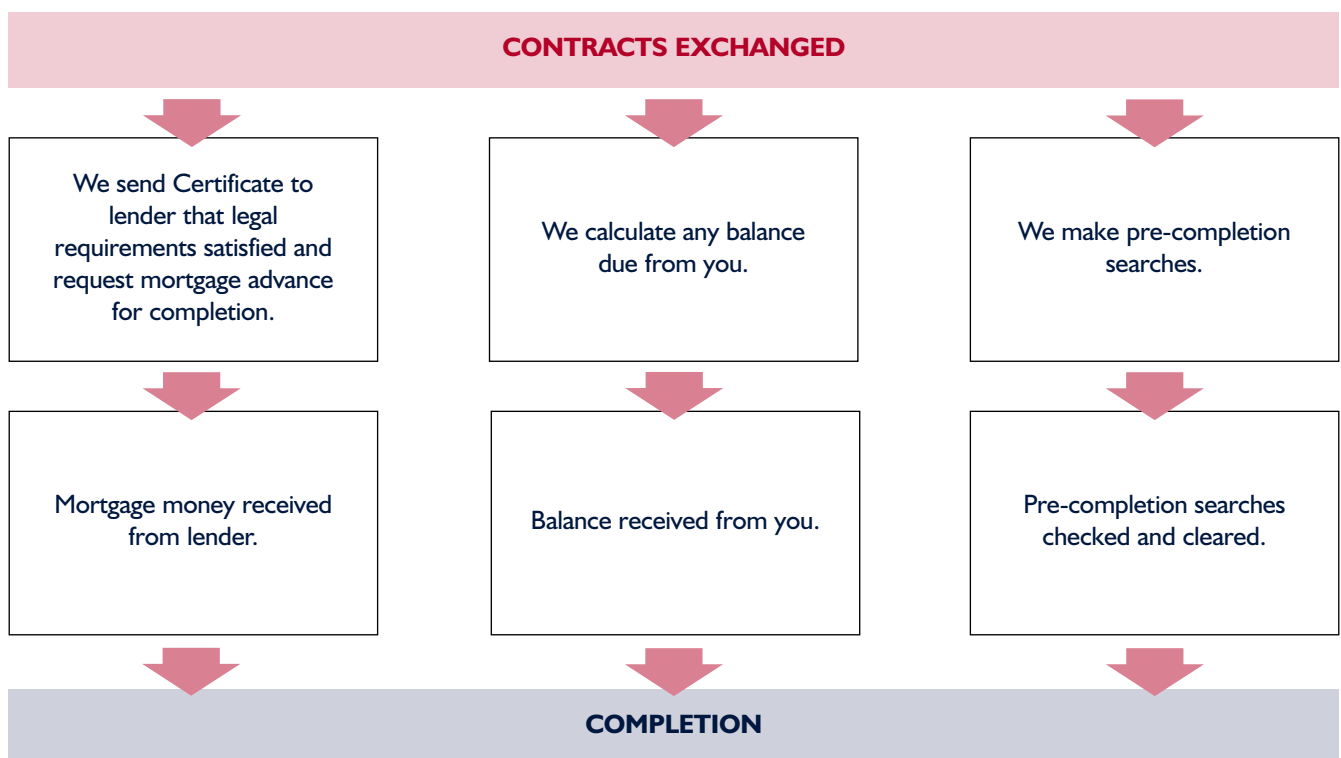 CONTRACTS EXCHANGED
We send Certificate to
lender that legal
requirements satisfied and
request mortgage advance
for completion.
We calculate any balance
due from you.
We make pre-completion
searches.
Mortgage money received
from lender.
Balance received from you.
Pre-completion searches
checked and cleared.
COMPLETION